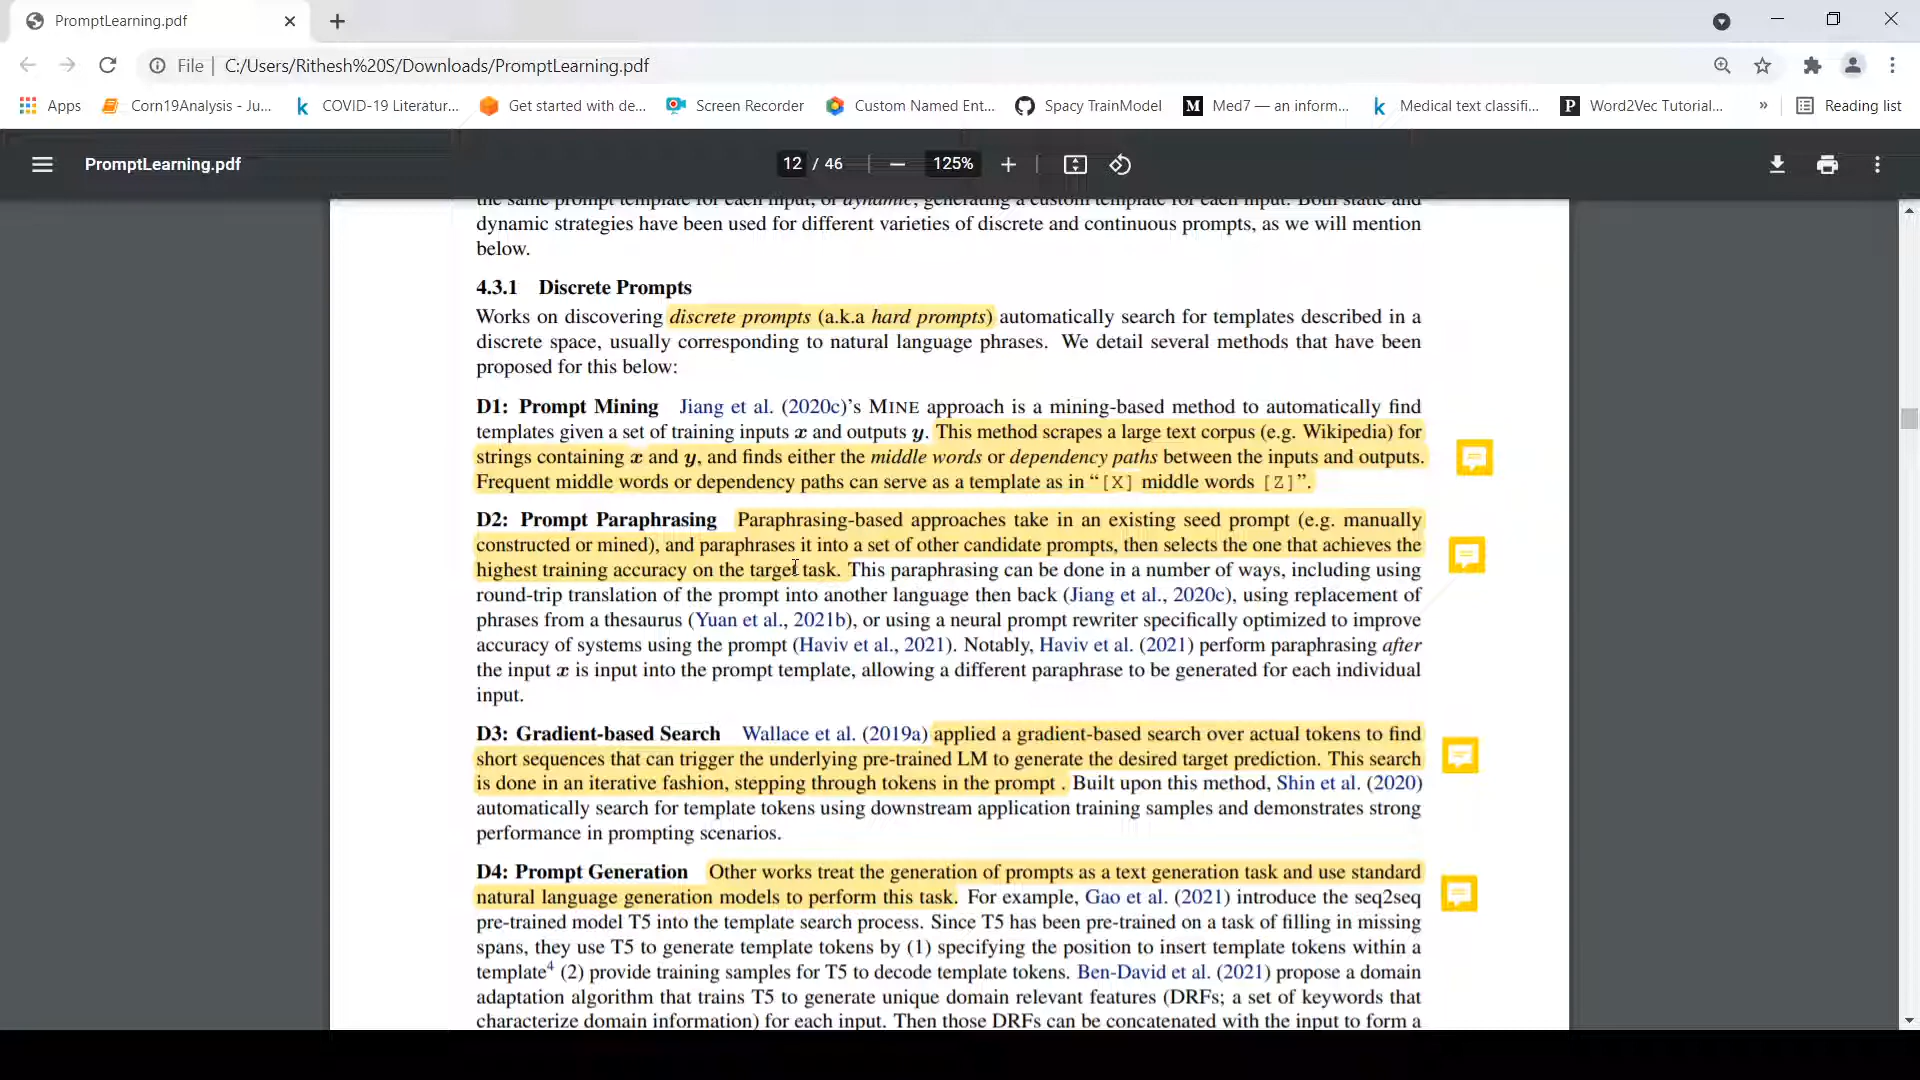 PromptLearning.pdf
File | C:/Users/Rithesh%20S/Downloads/PromptLearning.pdf
Apps Corn19Analysis - Ju... COVID-19 Literatur... Get started with de... Screen Recorder Custom Named Ent... Spacy TrainModel Med7 — an inform... Medical text classifi... Word2Vec Tutorial... » Reading list
PromptLearning.pdf 12 / 46 125%
the same prompt template for each input, or dynamic, generating a custom template for each input. Both static and
dynamic strategies have been used for different varieties of discrete and continuous prompts, as we will mention
below.
4.3.1 Discrete Prompts
Works on discovering discrete prompts (a.k.a hard prompts) automatically search for templates described in a
discrete space, usually corresponding to natural language phrases. We detail several methods that have been
proposed for this below:
D1: Prompt Mining Jiang et al. (2020c)’s MINE approach is a mining-based method to automatically find
templates given a set of training inputs x and outputs y. This method scrapes a large text corpus (e.g. Wikipedia) for
strings containing x and y, and finds either the middle words or dependency paths between the inputs and outputs.
Frequent middle words or dependency paths can serve as a template as in “[X] middle words [Z]”.
D2: Prompt Paraphrasing Paraphrasing-based approaches take in an existing seed prompt (e.g. manually
constructed or mined), and paraphrases it into a set of other candidate prompts, then selects the one that achieves the
highest training accuracy on the target task. This paraphrasing can be done in a number of ways, including using
round-trip translation of the prompt into another language then back (Jiang et al., 2020c), using replacement of
phrases from a thesaurus (Yuan et al., 2021b), or using a neural prompt rewriter specifically optimized to improve
accuracy of systems using the prompt (Haviv et al., 2021). Notably, Haviv et al. (2021) perform paraphrasing after
the input x is input into the prompt template, allowing a different paraphrase to be generated for each individual
input.
D3: Gradient-based Search Wallace et al. (2019a) applied a gradient-based search over actual tokens to find
short sequences that can trigger the underlying pre-trained LM to generate the desired target prediction. This search
is done in an iterative fashion, stepping through tokens in the prompt . Built upon this method, Shin et al. (2020)
automatically search for template tokens using downstream application training samples and demonstrates strong
performance in prompting scenarios.
D4: Prompt Generation Other works treat the generation of prompts as a text generation task and use standard
natural language generation models to perform this task. For example, Gao et al. (2021) introduce the seq2seq
pre-trained model T5 into the template search process. Since T5 has been pre-trained on a task of filling in missing
spans, they use T5 to generate template tokens by (1) specifying the position to insert template tokens within a
template4 (2) provide training samples for T5 to decode template tokens. Ben-David et al. (2021) propose a domain
adaptation algorithm that trains T5 to generate unique domain relevant features (DRFs; a set of keywords that
characterize domain information) for each input. Then those DRFs can be concatenated with the input to form a